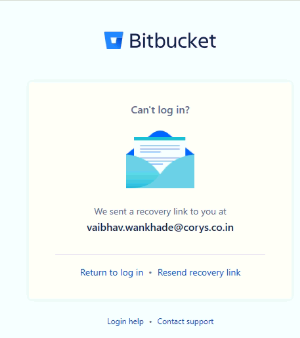 Bitbucket
Can't log in?
We sent a recovery link to you at
vaibhav.wankhade@corys.co.in
Return to log in • Resend recovery link
Login help • Contact support